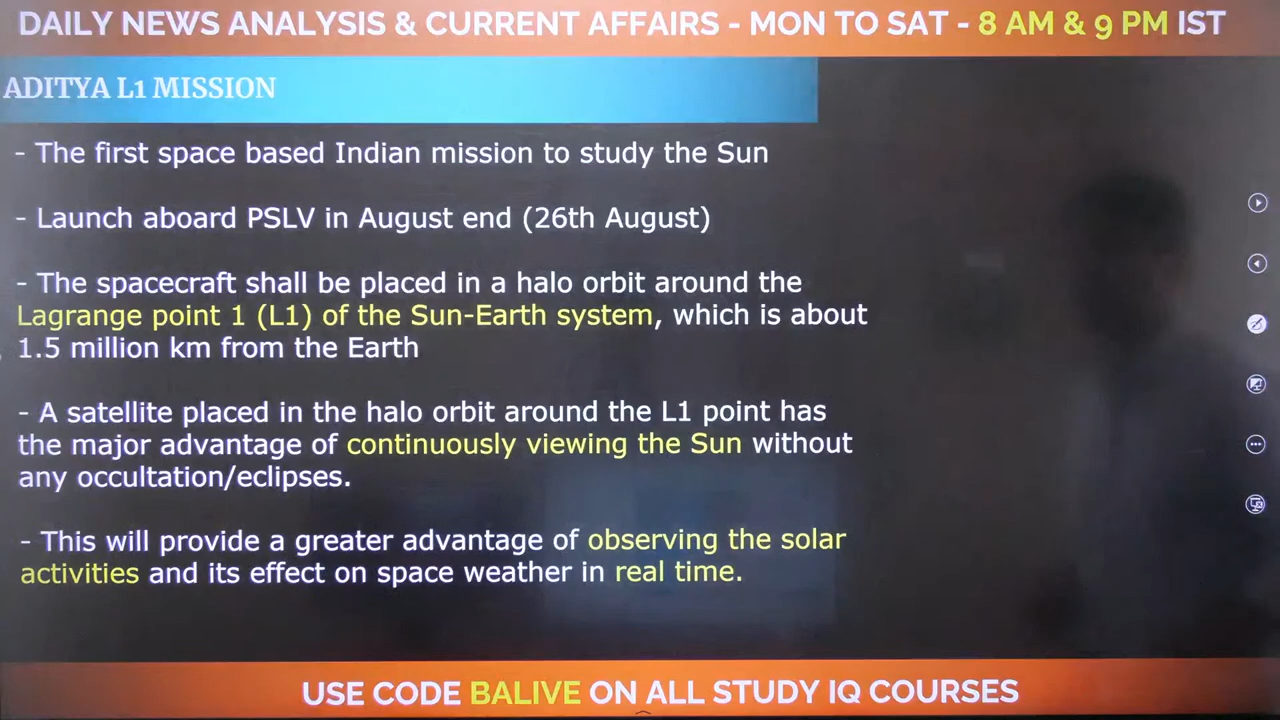 DAILY NEWS ANALYSIS & CURRENT AFFAIRS - MON TO SAT - 8 AM & 9 PM IST
ADITYA L1 MISSION
- The first space based Indian mission to study the Sun
- Launch aboard PSLV in August end (26th August)
- The spacecraft shall be placed in a halo orbit around the
Lagrange point 1 (L1) of the Sun-Earth system, which is about
1.5 million km from the Earth
- A satellite placed in the halo orbit around the L1 point has
the major advantage of continuously viewing the Sun without
any occultation/eclipses.
- This will provide a greater advantage of observing the solar
activities and its effect on space weather in real time.
USE CODE BALIVE ON ALL STUDY IQ COURSES